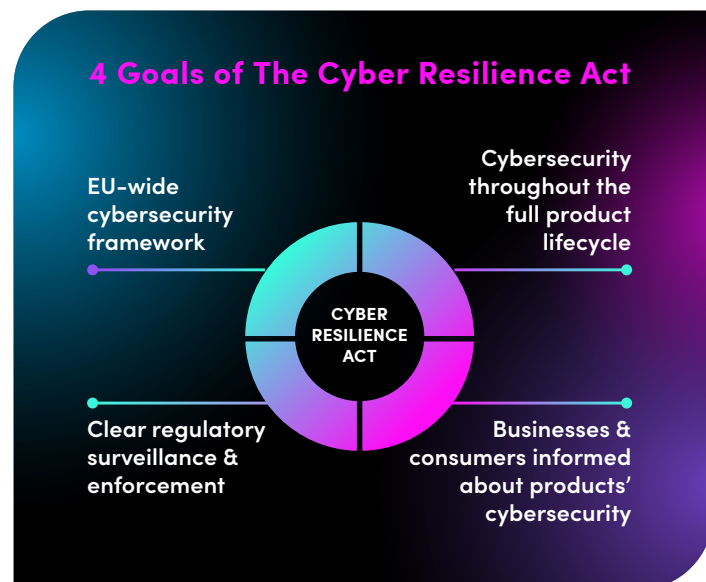 4 Goals of The Cyber Resilience Act
EU-wide
cybersecurity
framework
Cybersecurity
throughout the
full product
lifecycle
CYBER
RESILIENCE
ACT
Clear regulatory
surveillance &
enforcement
Businesses &
consumers informed
about products’
cybersecurity